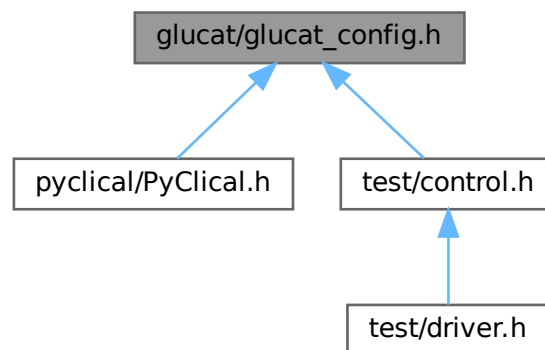 glucat/glucat_config.h
pyclical/PyClical.h
test/control.h
test/driver.h